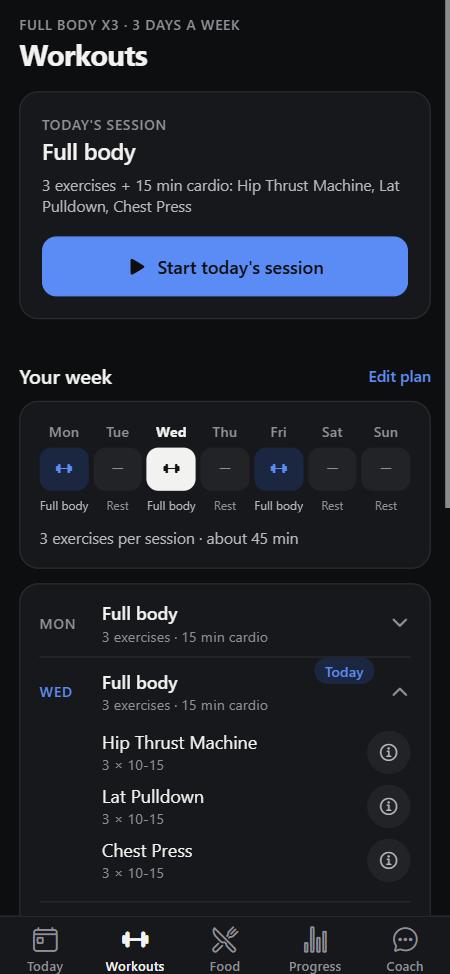 FULL BODY X3 · 3 DAYS A WEEK
Workouts
TODAY'S SESSION
Full body
3 exercises + 15 min cardio: Hip Thrust Machine, Lat
Pulldown, Chest Press
Start today's session
Your week
Edit plan
Mon Tue Wed Thu Fri Sat Sun
Full body Rest Full body Rest Full body Rest Rest
3 exercises per session · about 45 min
MON
Full body
3 exercises · 15 min cardio
Today
WED
Full body
3 exercises · 15 min cardio
Hip Thrust Machine
3 × 10-15
Lat Pulldown
3 × 10-15
Chest Press
3 × 10-15
Today Workouts Food Progress Coach